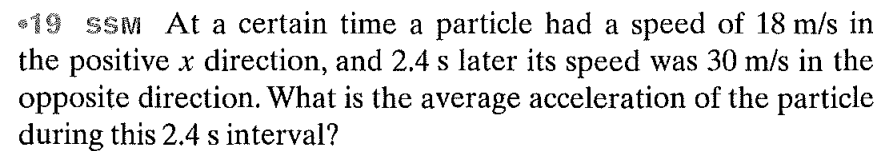 •19 SSM At a certain time a particle had a speed of 18 m/s in
the positive x direction, and 2.4 s later its speed was 30 m/s in the
opposite direction. What is the average acceleration of the particle
during this 2.4 s interval?